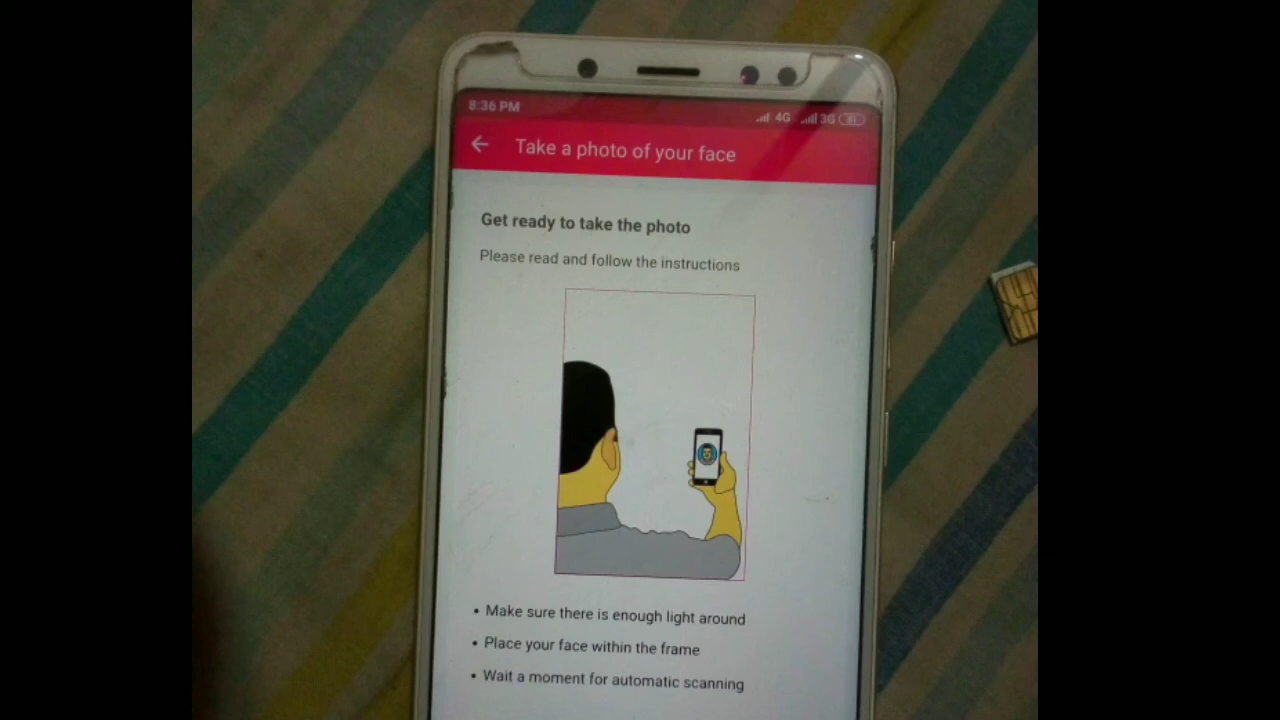 8:36 PM
4G 3G
Take a photo of your face
Get ready to take the photo
Please read and follow the instructions
• Make sure there is enough light around
• Place your face within the frame
• Wait a moment for automatic scanning